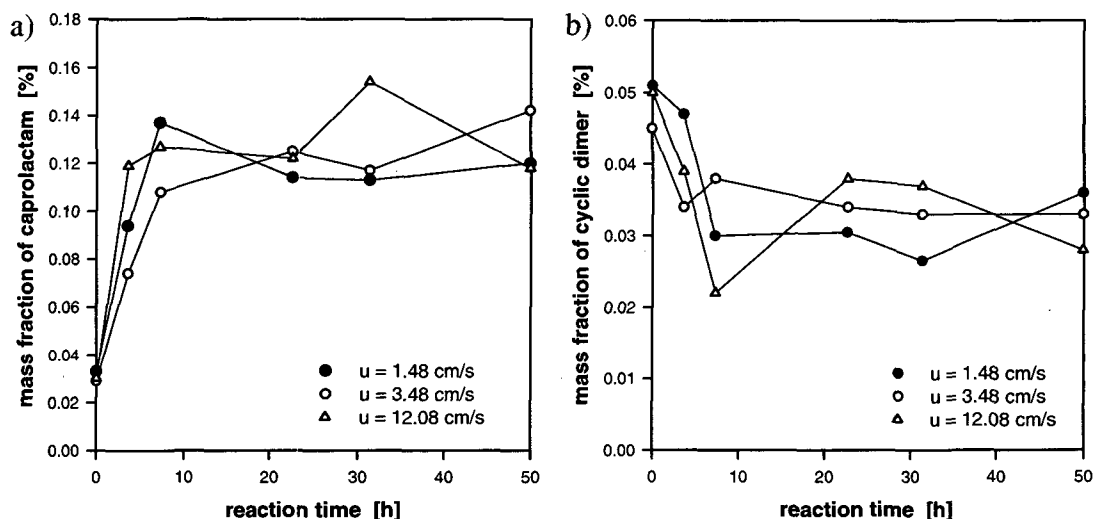 a)
mass fraction of caprolactam [%]
0.18
0.16
0.14
0.12
0.10
0.08
0.06
0.04
0.02
0.00
0 10 20 30 40 50
reaction time [h]
u = 1.48 cm/s
u = 3.48 cm/s
u = 12.08 cm/s
b)
mass fraction of cyclic dimer [%]
0.06
0.05
0.04
0.03
0.02
0.01
0.00
0 10 20 30 40 50
reaction time [h]
u = 1.48 cm/s
u = 3.48 cm/s
u = 12.08 cm/s